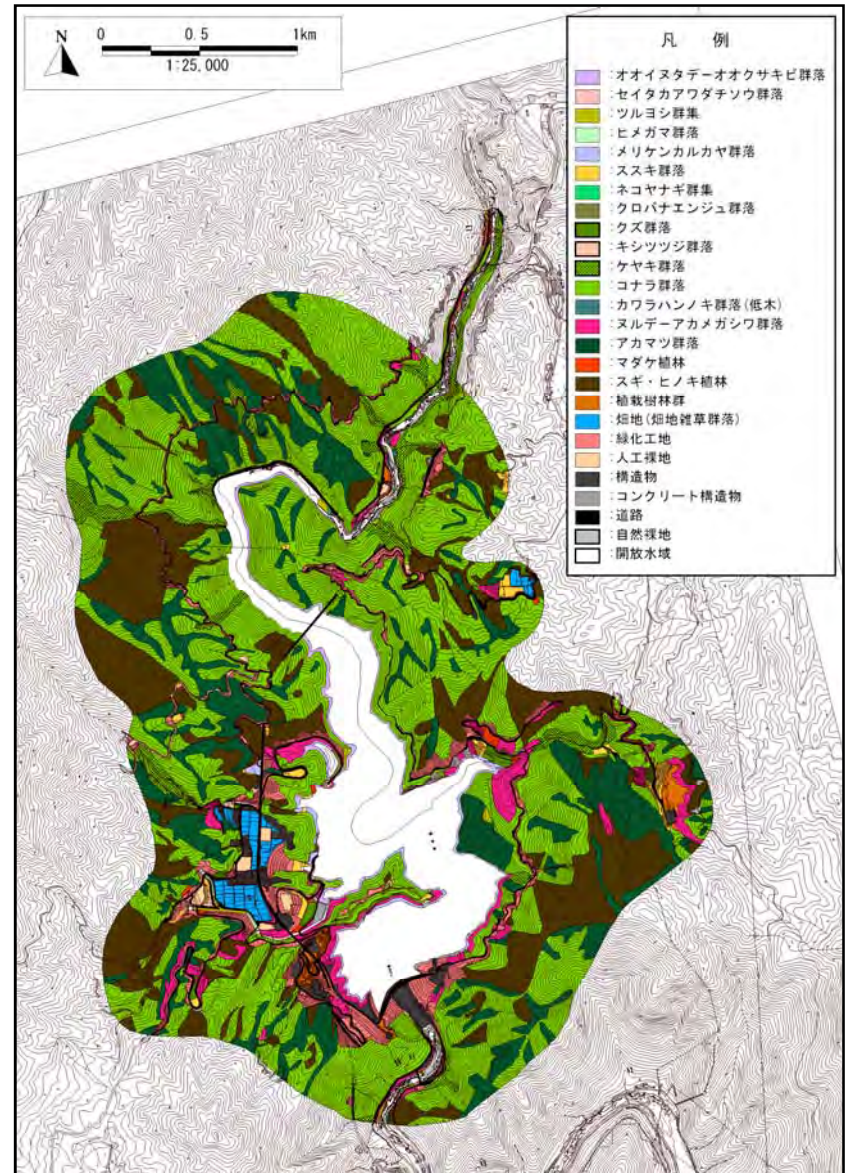 N
0 0.5 1km
1:25,000
凡 例
:オオイヌタデーオオクサキビ群落
:セイタカアワダチソウ群落
:ツルヨシ群集
:ヒメガマ群落
:メリケンカルカヤ群落
:ススキ群落
:ネコヤナギ群集
:クロバナエンジュ群落
:クズ群落
:キシツツジ群落
:ケヤキ群落
:コナラ群落
:カワラハンノキ群落(低木)
:ヌルデーアカメガシワ群落
:アカマツ群落
:マダケ植林
:スギ・ヒノキ植林
:植栽樹林群
:畑地(畑地雑草群落)
:緑化工地
:人工裸地
:構造物
:コンクリート構造物
:道路
:自然裸地
:開放水域